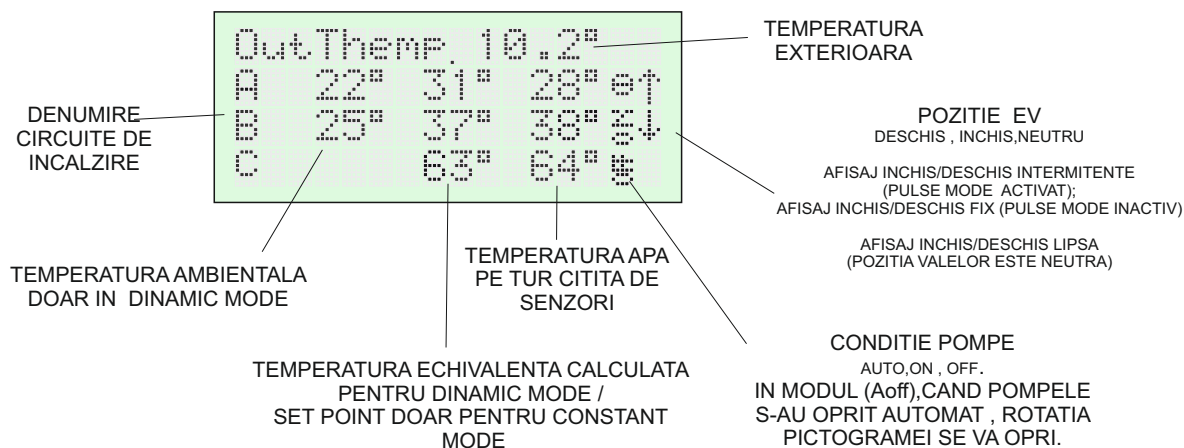 OutThemp. 10.2°
A 22° 31° 28° ↑
B 25° 37° 38° ↓
C 63° 64°
TEMPERATURA
EXTERIOARA
DENUMIRE
CIRCUITE DE
INCALZIRE
POZITIE EV
DESCHIS , INCHIS,NEUTRU
AFISAJ INCHIS/DESCHIS INTERMITENTE
(PULSE MODE ACTIVAT);
AFISAJ INCHIS/DESCHIS FIX (PULSE MODE INACTIV)
AFISAJ INCHIS/DESCHIS LIPSA
(POZITIA VALELOR ESTE NEUTRA)
TEMPERATURA AMBIENTALA
DOAR IN DINAMIC MODE
TEMPERATURA APA
PE TUR CITITA DE
SENZORI
TEMPERATURA ECHIVALENTA CALCULATA
PENTRU DINAMIC MODE /
SET POINT DOAR PENTRU CONSTANT
MODE
CONDITIE POMPE
AUTO,ON , OFF.
IN MODUL (Aoff),CAND POMPELE
S-AU OPRIT AUTOMAT , ROTATIA
PICTOGRAMEI SE VA OPRI.